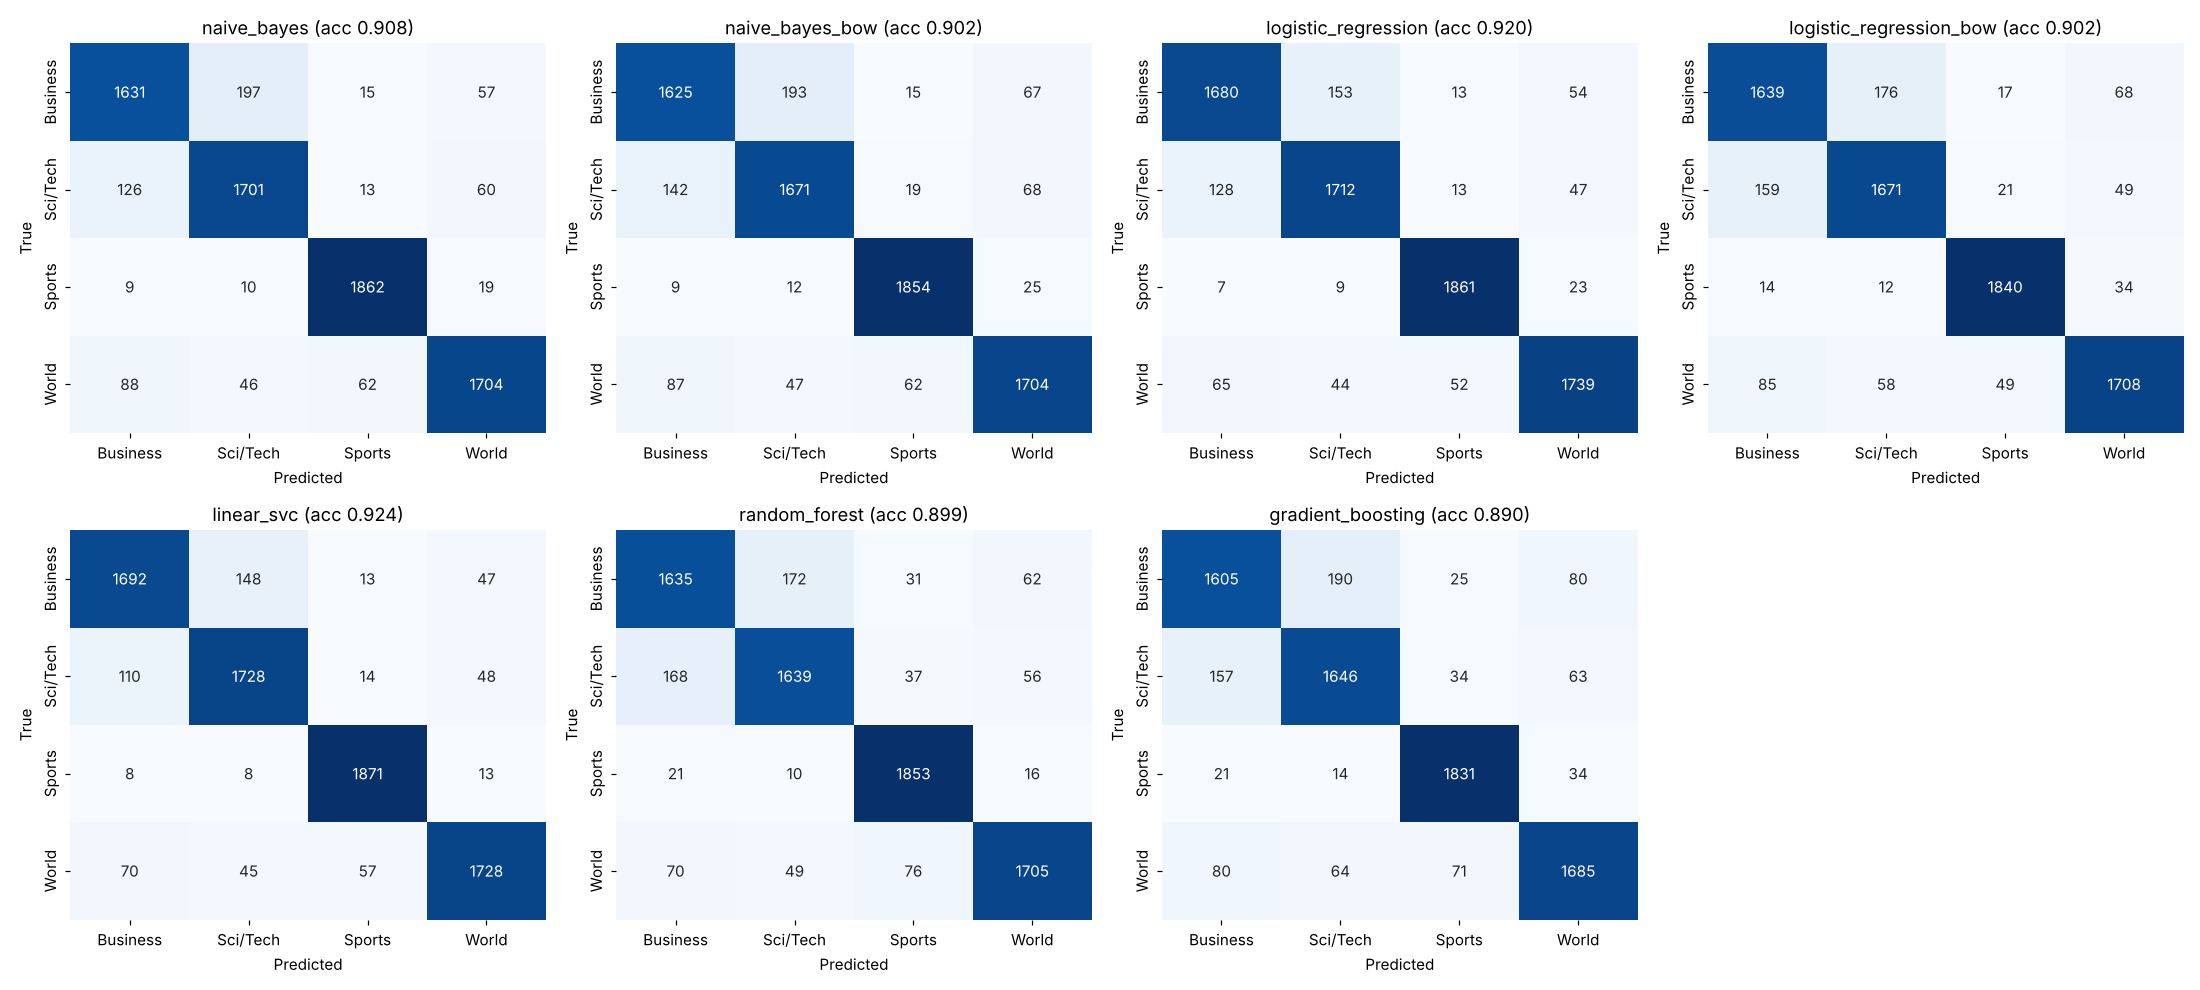 naive_bayes (acc 0.908)
Business 1631 197 15 57
Sci/Tech 126 1701 13 60
Sports 9 10 1862 19
World 88 46 62 1704
True
Business Sci/Tech Sports World
Predicted
naive_bayes_bow (acc 0.902)
Business 1625 193 15 67
Sci/Tech 142 1671 19 68
Sports 9 12 1854 25
World 87 47 62 1704
True
Business Sci/Tech Sports World
Predicted
logistic_regression (acc 0.920)
Business 1680 153 13 54
Sci/Tech 128 1712 13 47
Sports 7 9 1861 23
World 65 44 52 1739
True
Business Sci/Tech Sports World
Predicted
logistic_regression_bow (acc 0.902)
Business 1639 176 17 68
Sci/Tech 159 1671 21 49
Sports 14 12 1840 34
World 85 58 49 1708
True
Business Sci/Tech Sports World
Predicted
linear_svc (acc 0.924)
Business 1692 148 13 47
Sci/Tech 110 1728 14 48
Sports 8 8 1871 13
World 70 45 57 1728
True
Business Sci/Tech Sports World
Predicted
random_forest (acc 0.899)
Business 1635 172 31 62
Sci/Tech 168 1639 37 56
Sports 21 10 1853 16
World 70 49 76 1705
True
Business Sci/Tech Sports World
Predicted
gradient_boosting (acc 0.890)
Business 1605 190 25 80
Sci/Tech 157 1646 34 63
Sports 21 14 1831 34
World 80 64 71 1685
True
Business Sci/Tech Sports World
Predicted